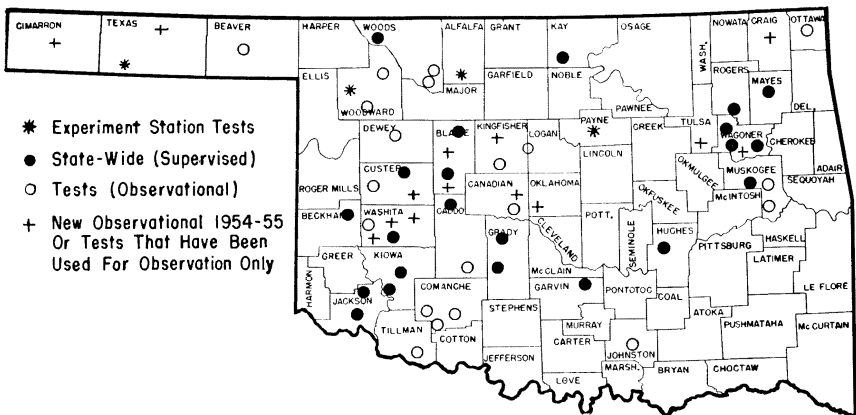 CIMARRON
TEXAS
BEAVER
HARPER
WOODS
ALFALFA
GRANT
KAY
OSAGE
NOWATA
CRAIG
OTTAWA
WASH.
ROGERS
MAYES
DEL.
ELLIS
WOODWARD
MAJOR
GARFIELD
NOBLE
PAWNEE
✳ Experiment Station Tests
● State-Wide (Supervised)
○ Tests (Observational)
+ New Observational 1954-55
Or Tests That Have Been
Used For Observation Only
DEWEY
BLAINE
KINGFISHER
LOGAN
PAYNE
CREEK
TULSA
WAGONER
CHEROKEE
ADAIR
LINCOLN
ROGER MILLS
CUSTER
CANADIAN
OKLAHOMA
OKFUSKEE
OKMULGEE
MUSKOGEE
SEQUOYAH
McINTOSH
BECKHAM
WASHITA
CADDO
GRADY
CLEVELAND
POTT.
SEMINOLE
HUGHES
PITTSBURG
HASKELL
LATIMER
LE FLORE
GREER
KIOWA
HARMON
JACKSON
COMANCHE
McCLAIN
GARVIN
PONTOTOC
COAL
ATOKA
PUSHMATAHA
McCURTAIN
STEPHENS
MURRAY
TILLMAN
COTTON
CARTER
JOHNSTON
JEFFERSON
LOVE
MARSH.
BRYAN
CHOCTAW